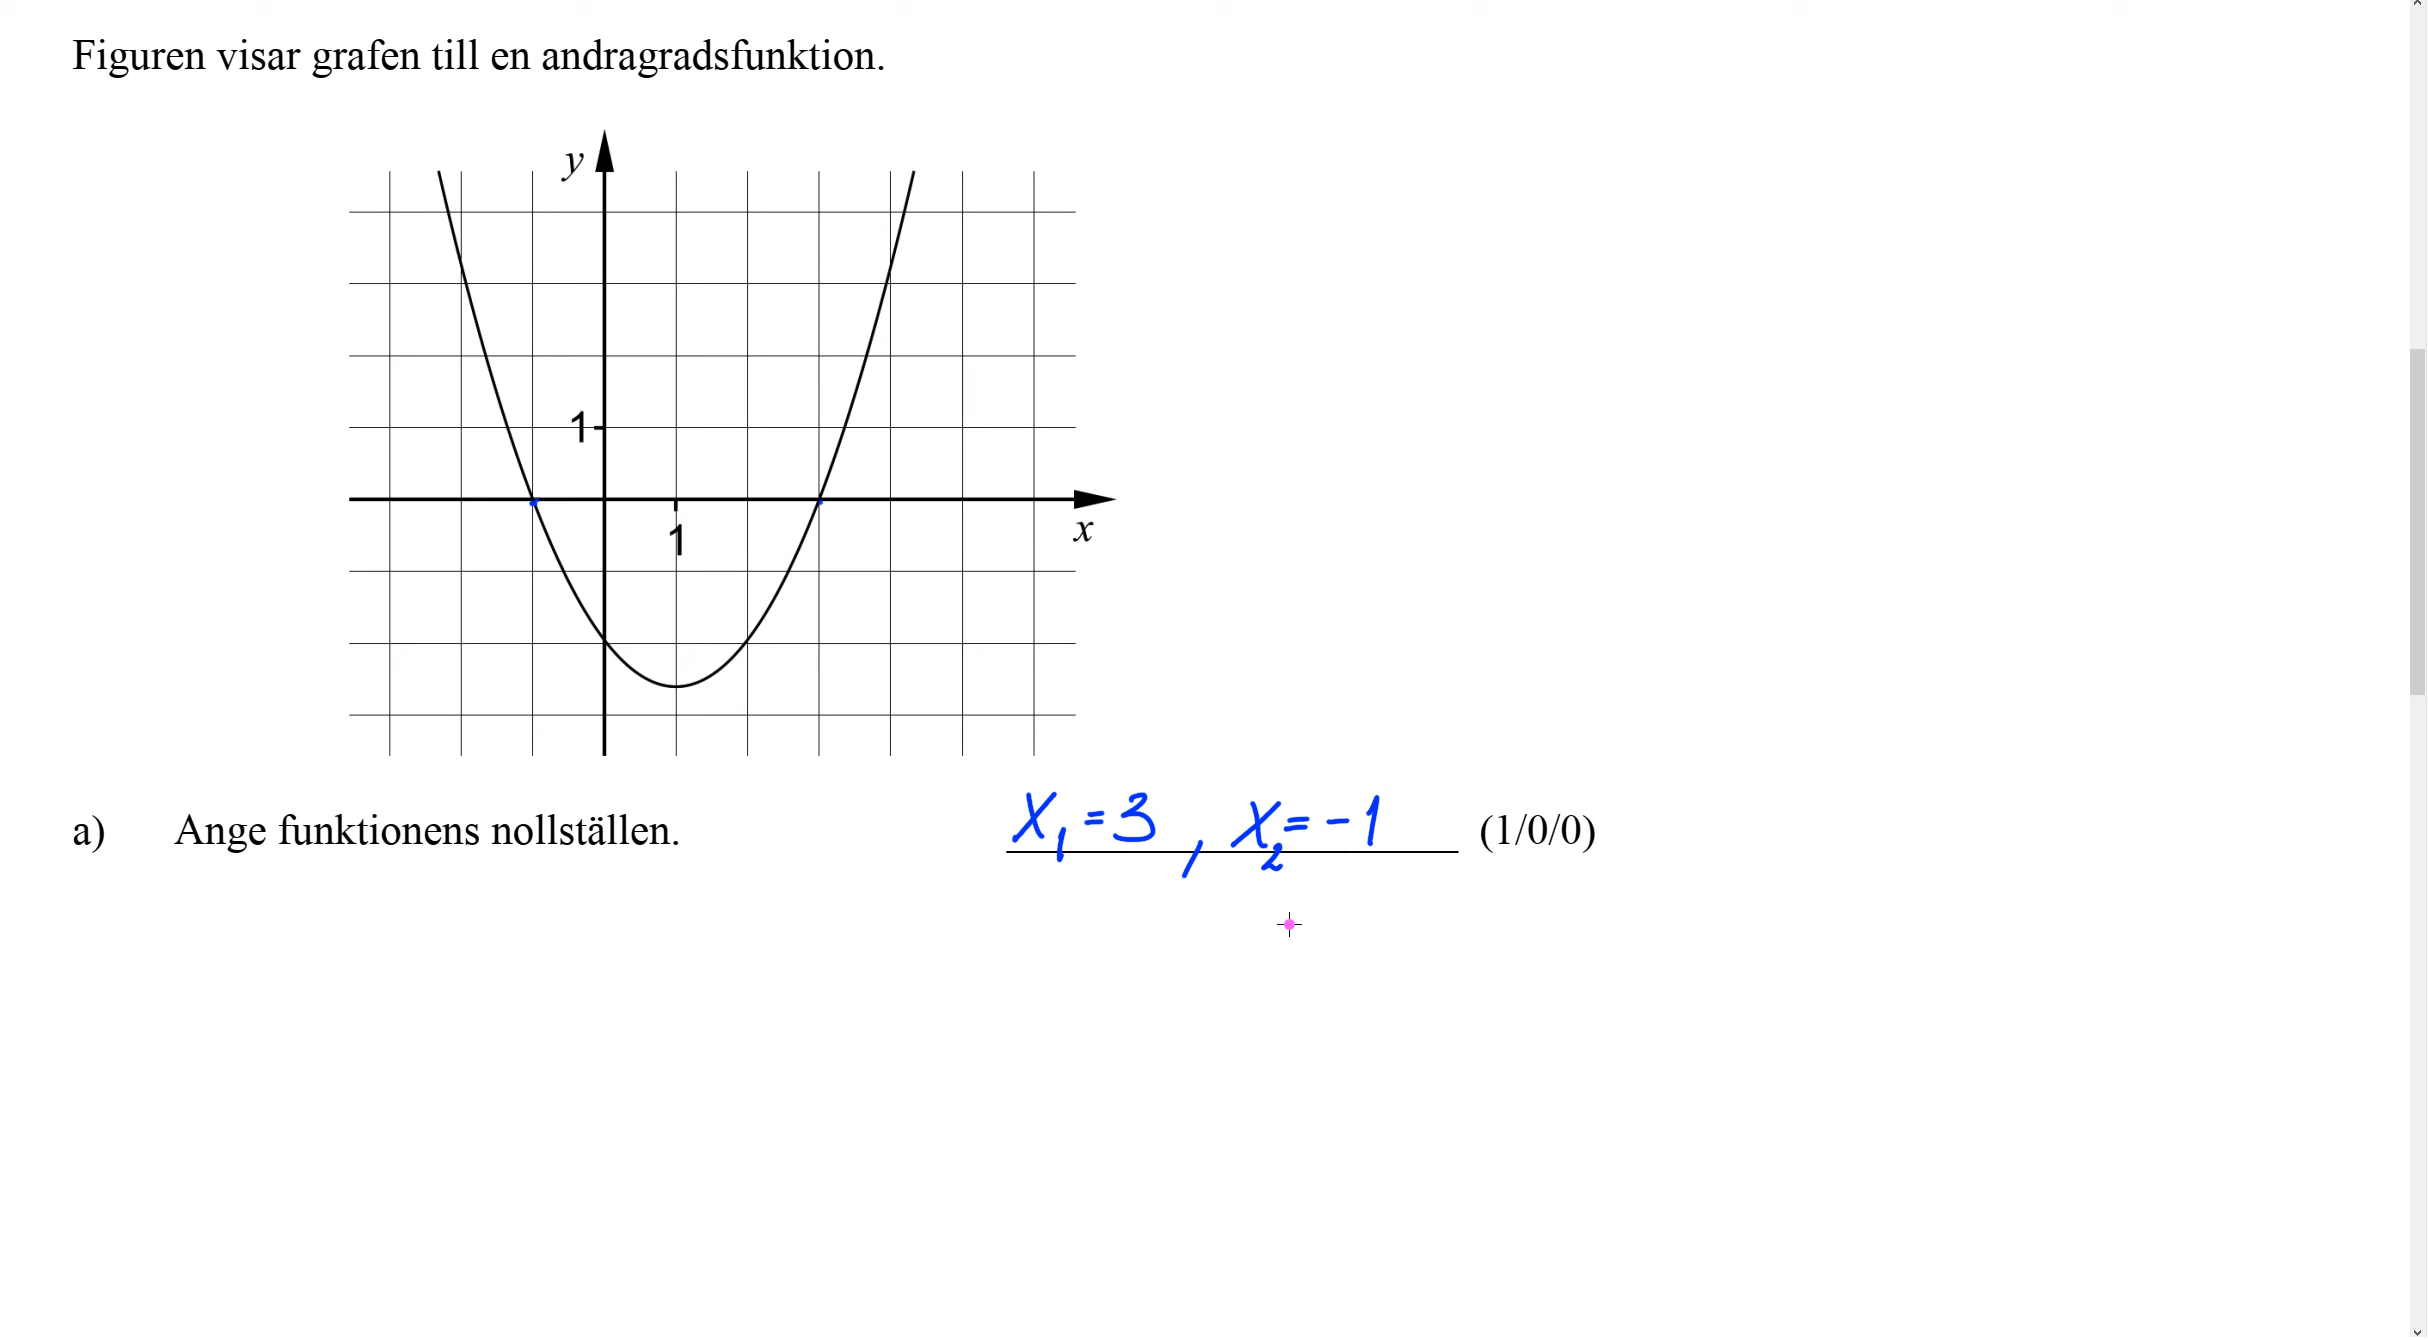 Figuren visar grafen till en andragradsfunktion.
y
1
1
x
a) Ange funktionens nollställen. x₁ = 3 , x₂ = -1 (1/0/0)